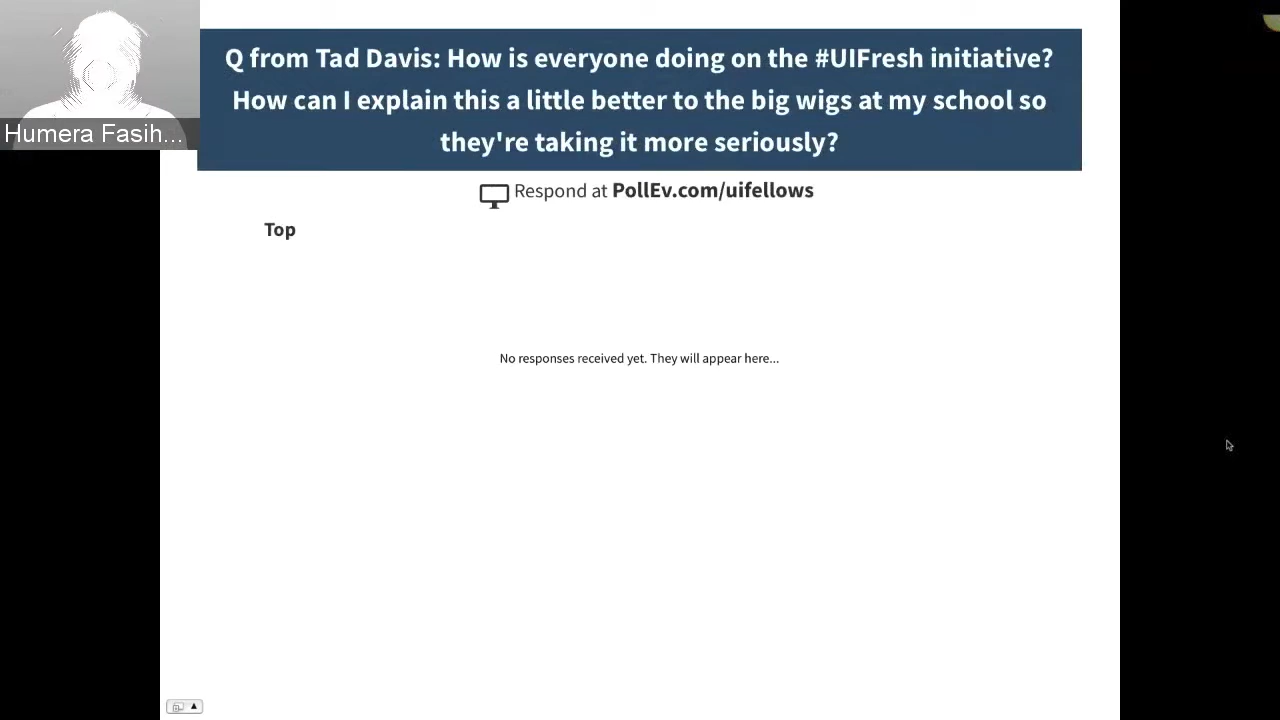 Q from Tad Davis: How is everyone doing on the #UIFresh initiative?
How can I explain this a little better to the big wigs at my school so
they're taking it more seriously?
Humera Fasih...
Respond at PollEv.com/uifellows
Top
No responses received yet. They will appear here...